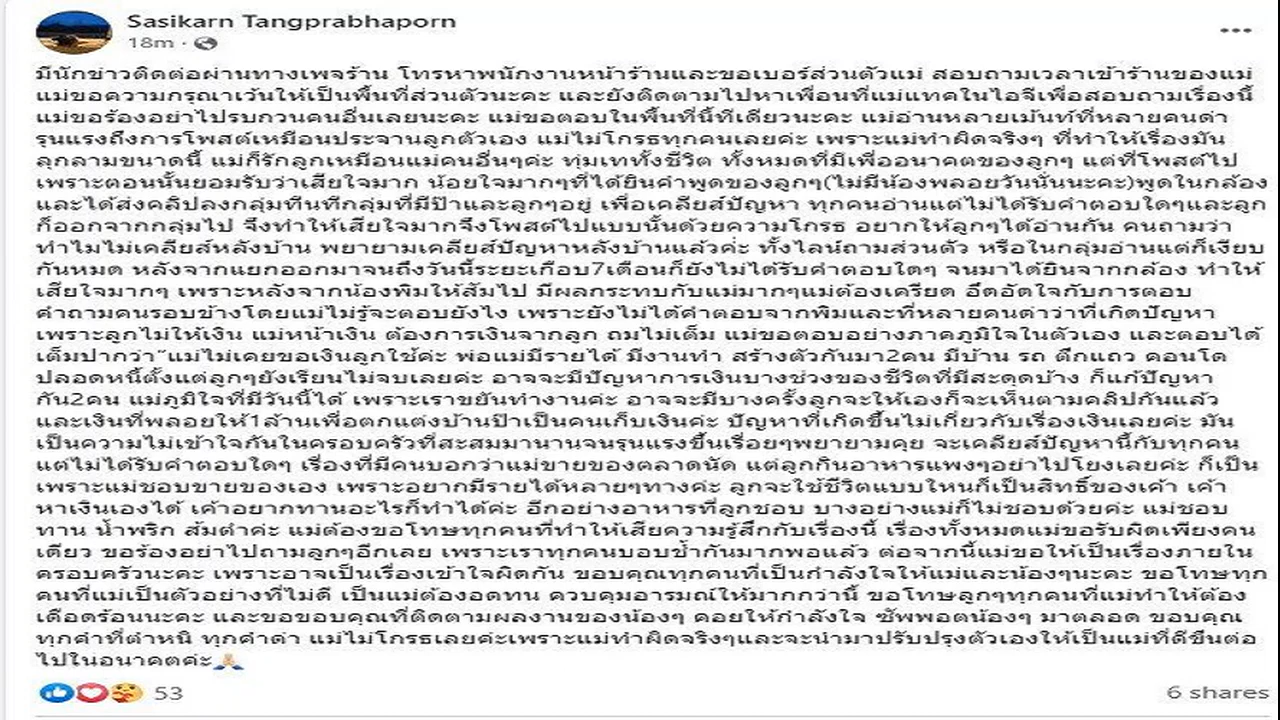 Sasikarn Tangprabhaporn
18m ·
มีนักข่าวติดต่อผ่านทางเพจร้าน โทรหาพนักงานหน้าร้านและขอเบอร์ส่วนตัวแม่ สอบถามเวลาเข้าร้านของแม่
แม่ขอความกรุณาเว้นให้เป็นพื้นที่ส่วนตัวนะคะ และยังติดตามไปหาเพื่อนที่แม่แทคในไอจีเพื่อสอบถามเรื่องนี้
แม่ขอร้องอย่าไปรบกวนคนอื่นเลยนะคะ แม่ขอตอบในพื้นที่นี้ที่เดียวนะคะ แม่อ่านหลายเม้นท์ที่หลายคนด่า
รุนแรงถึงการโพสต์เหมือนประจานลูกตัวเอง แม่ไม่โกรธทุกคนเลยค่ะ เพราะแม่ทำผิดจริงๆ ที่ทำให้เรื่องมัน
ลุกลามขนาดนี้ แม่ก็รักลูกเหมือนแม่คนอื่นๆค่ะ ทุ่มเททั้งชีวิต ทั้งหมดที่มีเพื่ออนาคตของลูกๆ แต่ที่โพสต์ไป
เพราะตอนนั้นยอมรับว่าเสียใจมาก น้อยใจมากๆที่ได้ยินคำพูดของลูกๆ(ไม่มีน้องพลอยวันนั่นนะคะ)พูดในกล้อง
และได้ส่งคลิปลงกลุ่มทันทีกลุ่มที่มีป๊าและลูกๆอยู่ เพื่อเคลียส์ปัญหา ทุกคนอ่านแต่ไม่ได้รับคำตอบใดๆและลูก
ก็ออกจากกลุ่มไป จึงทำให้เสียใจมากจึงโพสต์ไปแบบนั้นด้วยความโกรธ อยากให้ลูกๆได้อ่านกัน คนถามว่า
ทำไมไม่เคลียส์หลังบ้าน พยายามเคลียส์ปัญหาหลังบ้านแล้วค่ะ ทั้งไลน์ถามส่วนตัว หรือในกลุ่มอ่านแต่ก็เงียบ
กันหมด หลังจากแยกออกมาจนถึงวันนี้ระยะเกือบ7เดือนก็ยังไม่ได้รับคำตอบใดๆ จนมาได้ยินจากกล้อง ทำให้
เสียใจมากๆ เพราะหลังจากน้องพิมให้ส้มไป มีผลกระทบกับแม่มากๆแม่ต้องเครียด อึดอัดใจกับการตอบ
คำถามคนรอบข้างโดยแม่ไม่รู้จะตอบยังไง เพราะยังไม่ได้คำตอบจากพิมและที่หลายคนด่าว่าที่เกิดปัญหา
เพราะลูกไม่ให้เงิน แม่หน้าเงิน ต้องการเงินจากลูก ถมไม่เต็ม แม่ขอตอบอย่างภาคภูมิใจในตัวเอง และตอบได้
เต็มปากว่า"แม่ไม่เคยขอเงินลูกใช้ค่ะ พ่อแม่มีรายได้ มีงานทำ สร้างตัวกันมา2คน มีบ้าน รถ ตึกแถว คอนโด
ปลอดหนี้ตั้งแต่ลูกๆยังเรียนไม่จบเลยค่ะ อาจจะมีปัญหาการเงินบางช่วงของชีวิตที่มีสะดุดบ้าง ก็แก้ปัญหา
กัน2คน แม่ภูมิใจที่มีวันนี้ได้ เพราะเราขยันทำงานค่ะ อาจจะมีบางครั้งลูกจะให้เองก็จะเห็นตามคลิปกันแล้ว
และเงินที่พลอยให้1ล้านเพื่อตกแต่งบ้านป๊าเป็นคนเก็บเงินค่ะ ปัญหาที่เกิดขึ้นไม่เกี่ยวกับเรื่องเงินเลยค่ะ มัน
เป็นความไม่เข้าใจกันในครอบครัวที่สะสมมานานจนรุนแรงขึ้นเรื่อยๆพยายามคุย จะเคลียส์ปัญหานี้กับทุกคน
แต่ไม่ได้รับคำตอบใดๆ เรื่องที่มีคนบอกว่าแม่ขายของตลาดนัด แต่ลูกกินอาหารแพงๆอย่าไปโยงเลยค่ะ ก็เป็น
เพราะแม่ชอบขายของเอง เพราะอยากมีรายได้หลายๆทางค่ะ ลูกจะใช้ชีวิตแบบใหนก็เป็นสิทธิ์ของเค้า เค้า
หาเงินเองได้ เค้าอยากทานอะไรก็ทำได้ค่ะ อีกอย่างอาหารที่ลูกชอบ บางอย่างแม่ก็ไม่ชอบด้วยค่ะ แม่ชอบ
ทาน น้ำพริก ส้มตำค่ะ แม่ต้องขอโทษทุกคนที่ทำให้เสียความรู้สึกกับเรื่องนี้ เรื่องทั้งหมดแม่ขอรับผิดเพียงคน
เดียว ขอร้องอย่าไปถามลูกๆอีกเลย เพราะเราทุกคนบอบช้ำกันมากพอแล้ว ต่อจากนี้แม่ขอให้เป็นเรื่องภายใน
ครอบครัวนะคะ เพราะอาจเป็นเรื่องเข้าใจผิดกัน ขอบคุณทุกคนที่เป็นกำลังใจให้แม่และน้องๆนะคะ ขอโทษทุก
คนที่แม่เป็นตัวอย่างที่ไม่ดี เป็นแม่ต้องอดทน ควบคุมอารมณ์ให้มากกว่านี้ ขอโทษลูกๆทุกคนที่แม่ทำให้ต้อง
เดือดร้อนนะคะ และขอขอบคุณที่ติดตามผลงานของน้องๆ คอยให้กำลังใจ ซัพพอตน้องๆ มาตลอด ขอบคุณ
ทุกคำที่ตำหนิ ทุกคำด่า แม่ไม่โกรธเลยค่ะเพราะแม่ทำผิดจริงๆและจะนำมาปรับปรุงตัวเองให้เป็นแม่ที่ดีขึ้นต่อ
ไปในอนาคตค่ะ🙏🏻
53
6 shares